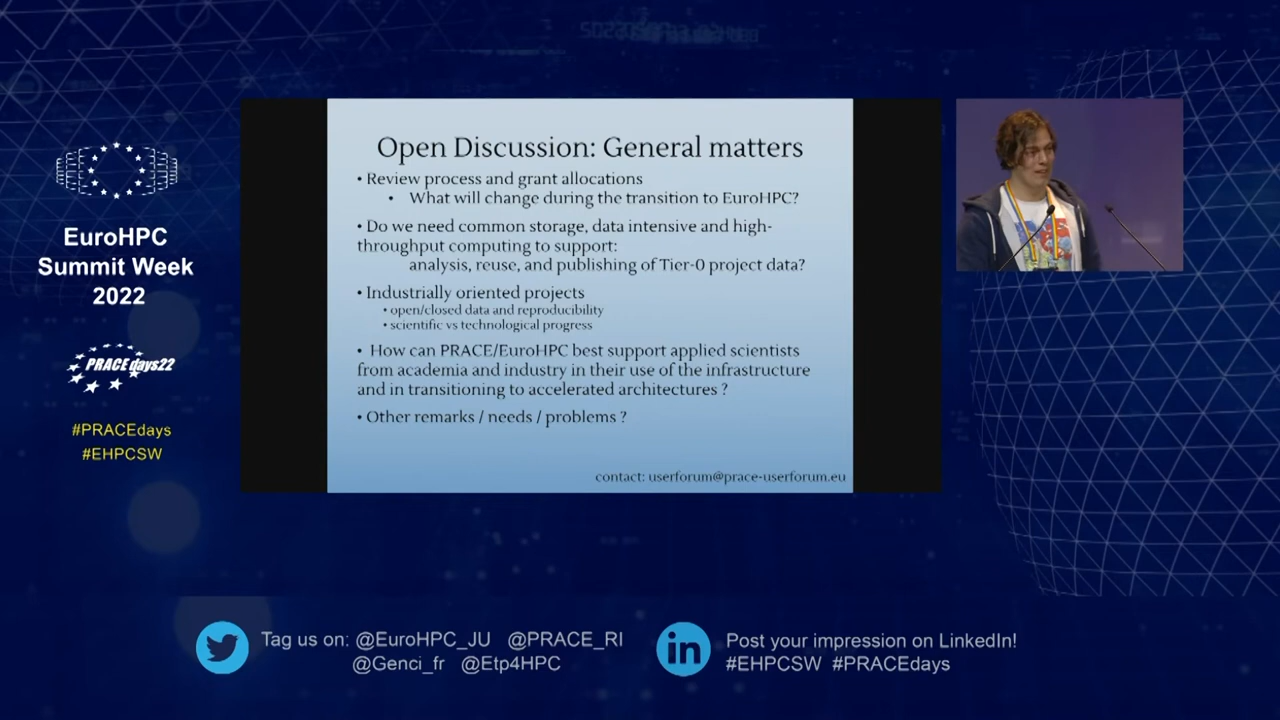 EuroHPC
Summit Week
2022
PRACEdays22
#PRACEdays
#EHPCSW
Open Discussion: General matters
• Review process and grant allocations
• What will change during the transition to EuroHPC?
• Do we need common storage, data intensive and high-
throughput computing to support:
analysis, reuse, and publishing of Tier-0 project data?
• Industrially oriented projects
• open/closed data and reproducibility
• scientific vs technological progress
• How can PRACE/EuroHPC best support applied scientists
from academia and industry in their use of the infrastructure
and in transitioning to accelerated architectures ?
• Other remarks / needs / problems ?
contact: userforum@prace-userforum.eu
Tag us on: @EuroHPC_JU @PRACE_RI
@Genci_fr @Etp4HPC
in
Post your impression on LinkedIn!
#EHPCSW #PRACEdays